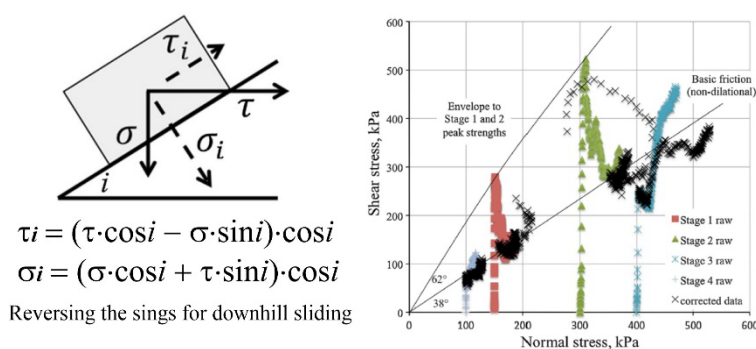 τi
τ
σ
σi
i
τi = (τ·cosi − σ·sini)·cosi
σi = (σ·cosi + τ·sini)·cosi
Reversing the sings for downhill sliding
600
500
400
300
200
100
0
Shear stress, kPa
Envelope to
Stage 1 and 2
peak strengths
Basic friction
(non-dilational)
62°
38°
Stage 1 raw
Stage 2 raw
Stage 3 raw
Stage 4 raw
corrected data
0 100 200 300 400 500 600
Normal stress, kPa